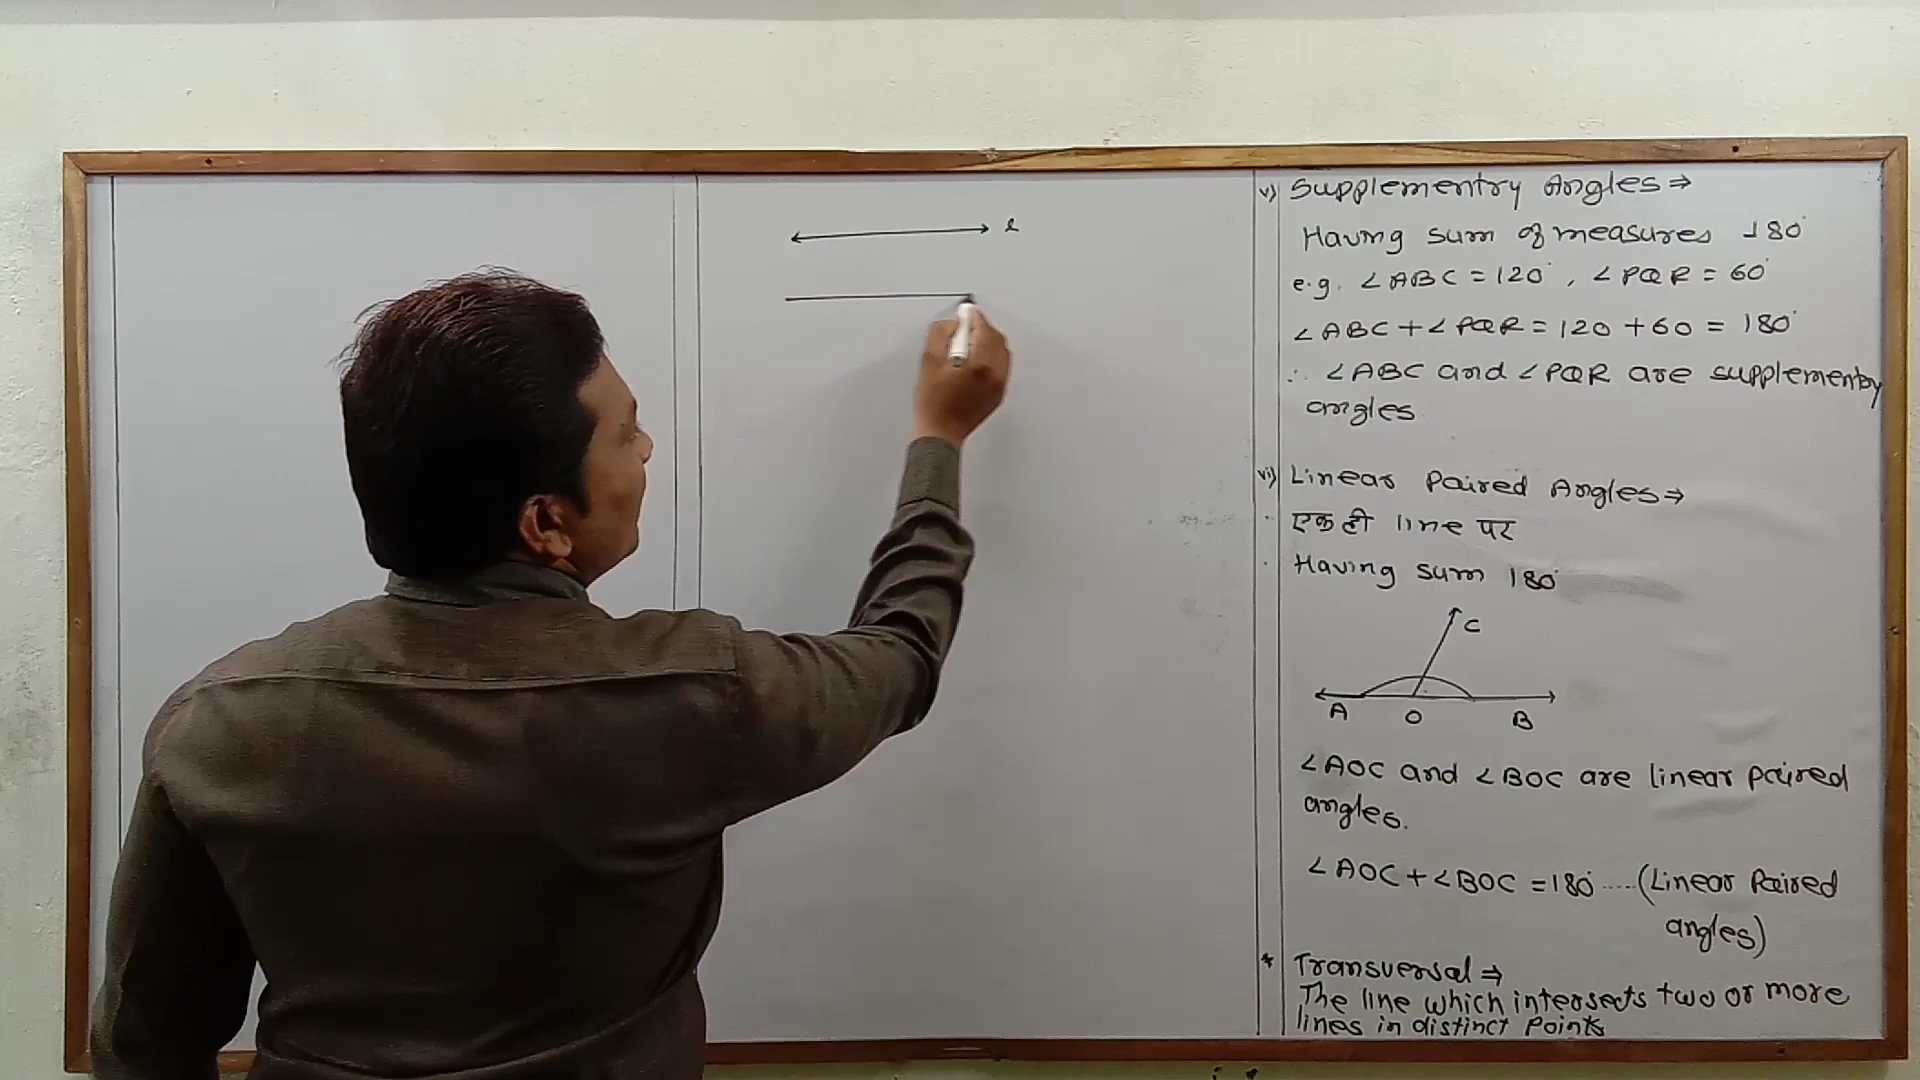 l
v) Supplementry Angles ⇒
Having sum of measures 180°
e.g. ∠ABC = 120°, ∠PQR = 60°
∠ABC + ∠PQR = 120 + 60 = 180°
∴ ∠ABC and ∠PQR are supplementry
angles
vi) Linear Paired Angles ⇒
· एक ही line पर
· Having sum 180°
C
A O B
∠AOC and ∠BOC are linear paired
angles.
∠AOC + ∠BOC = 180° .... (Linear Paired
angles)
* Transversal ⇒
The line which intersects two or more
lines in distinct points